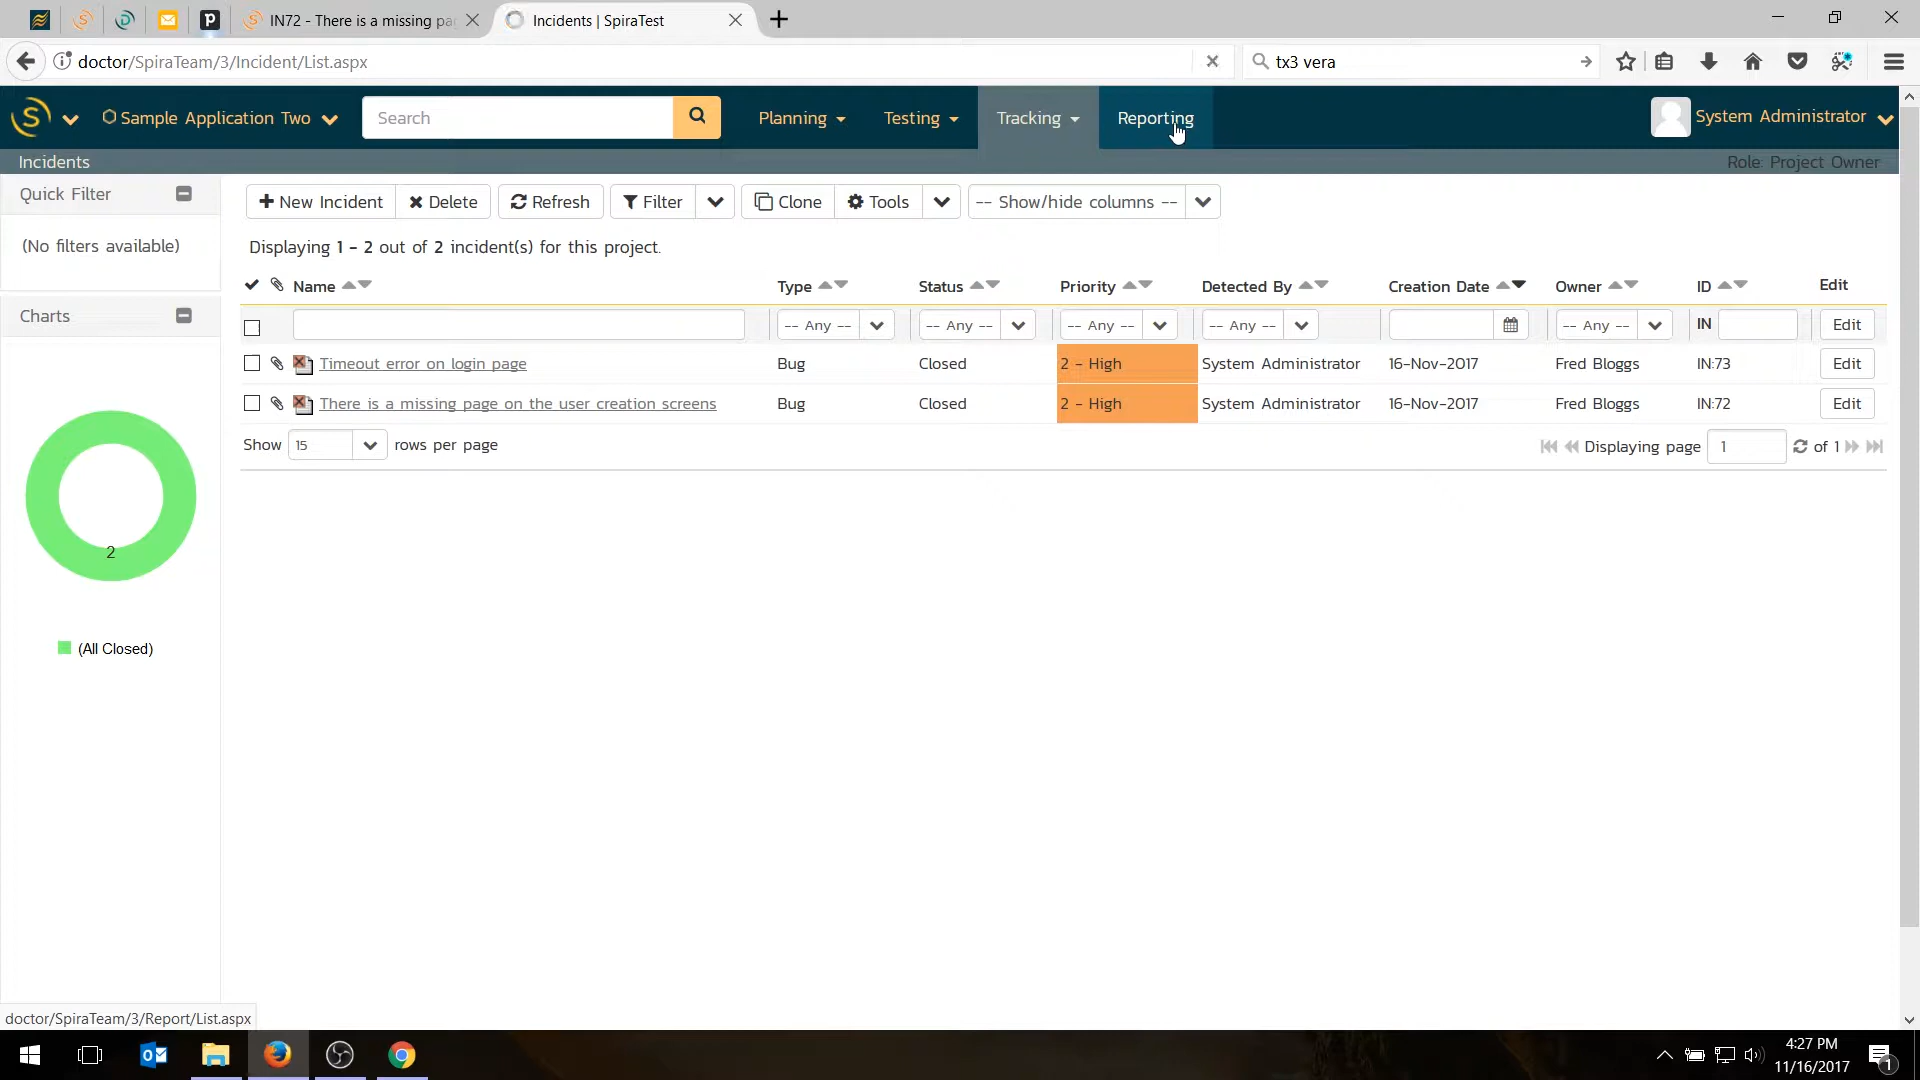 IN72 - There is a missing pa
Incidents | SpiraTest
doctor/SpiraTeam/3/Incident/List.aspx
tx3 vera
Sample Application Two
Search
Planning
Testing
Tracking
Reporting
System Administrator
Incidents
Role: Project Owner
Quick Filter
(No filters available)
Charts
2
(All Closed)
New Incident
Delete
Refresh
Filter
Clone
Tools
-- Show/hide columns --
Displaying 1 - 2 out of 2 incident(s) for this project.
Name Type Status Priority Detected By Creation Date Owner ID Edit
-- Any -- -- Any -- -- Any -- -- Any -- -- Any -- IN Edit
Timeout error on login page Bug Closed 2 - High System Administrator 16-Nov-2017 Fred Bloggs IN:73 Edit
There is a missing page on the user creation screens Bug Closed 2 - High System Administrator 16-Nov-2017 Fred Bloggs IN:72 Edit
Show 15 rows per page
Displaying page 1 of 1
doctor/SpiraTeam/3/Report/List.aspx
4:27 PM
11/16/2017
1